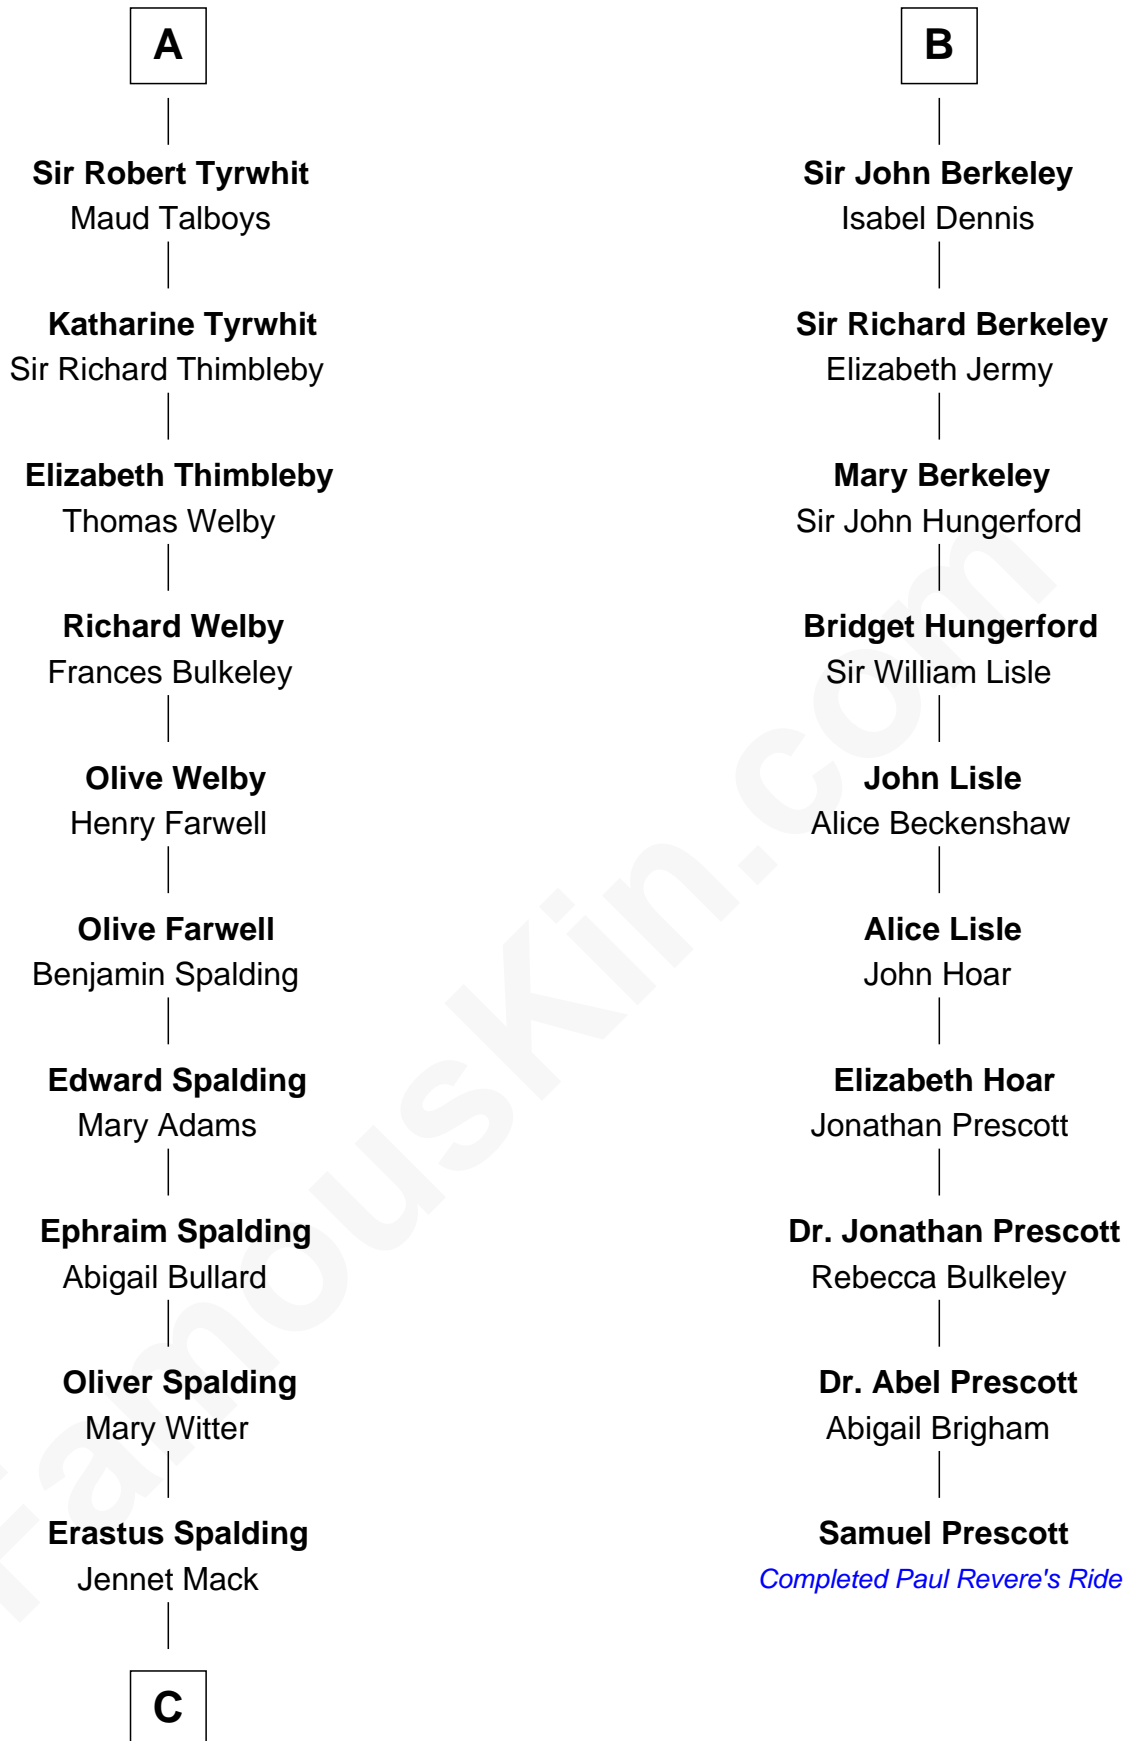 A
Sir Robert Tyrwhit
Maud Talboys
Katharine Tyrwhit
Sir Richard Thimbleby
Elizabeth Thimbleby
Thomas Welby
Richard Welby
Frances Bulkeley
Olive Welby
Henry Farwell
Olive Farwell
Benjamin Spalding
Edward Spalding
Mary Adams
Ephraim Spalding
Abigail Bullard
Oliver Spalding
Mary Witter
Erastus Spalding
Jennet Mack
C
B
Sir John Berkeley
Isabel Dennis
Sir Richard Berkeley
Elizabeth Jermy
Mary Berkeley
Sir John Hungerford
Bridget Hungerford
Sir William Lisle
John Lisle
Alice Beckenshaw
Alice Lisle
John Hoar
Elizabeth Hoar
Jonathan Prescott
Dr. Jonathan Prescott
Rebecca Bulkeley
Dr. Abel Prescott
Abigail Brigham
Samuel Prescott
Completed Paul Revere's Ride
FamousKin.com